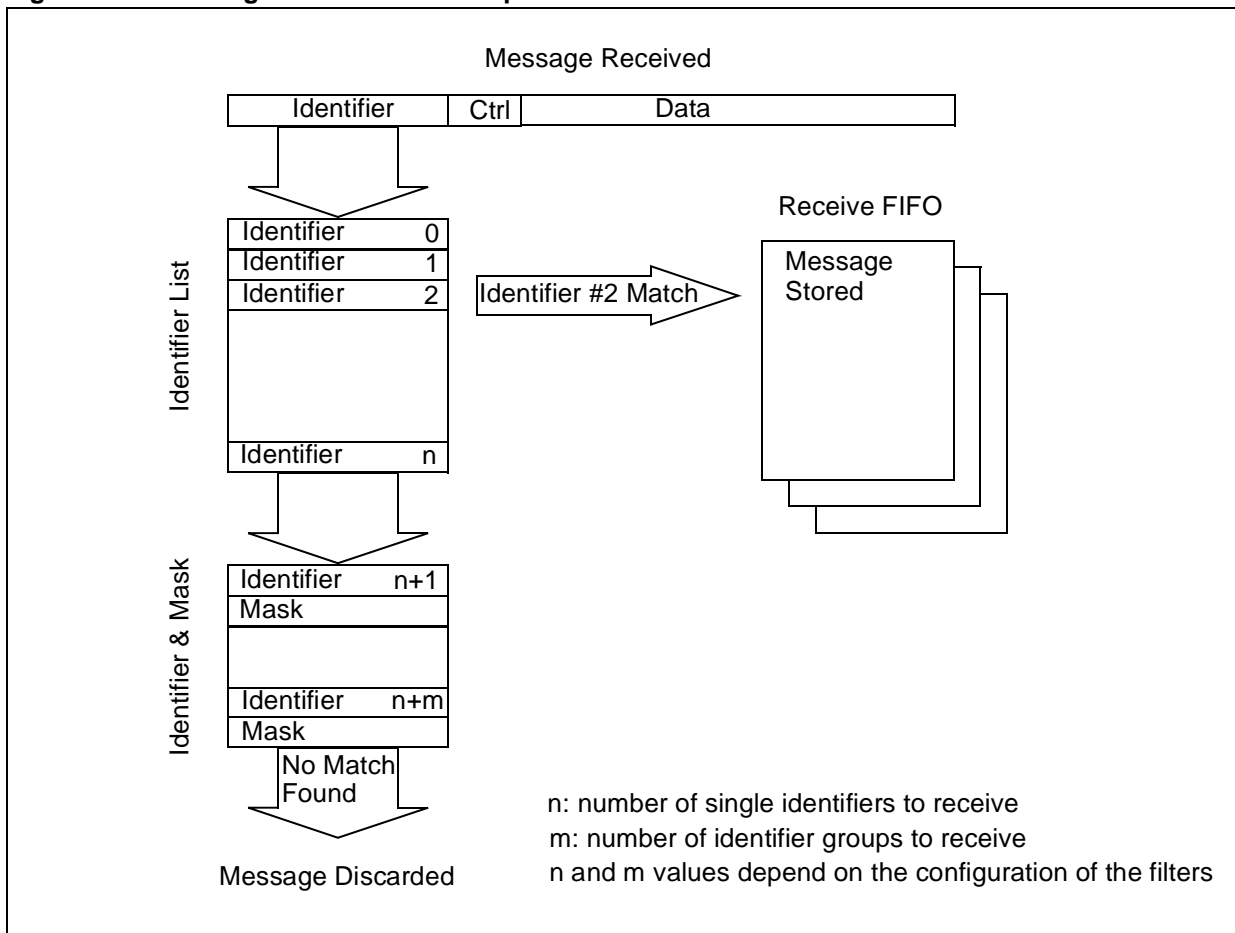 Message Received
Identifier Ctrl Data
Identifier 0
Identifier 1
Identifier 2
Identifier n
Identifier List
Identifier #2 Match
Receive FIFO
Message
Stored
Identifier n+1
Mask
Identifier n+m
Mask
Identifier & Mask
No Match
Found
Message Discarded
n: number of single identifiers to receive
m: number of identifier groups to receive
n and m values depend on the configuration of the filters